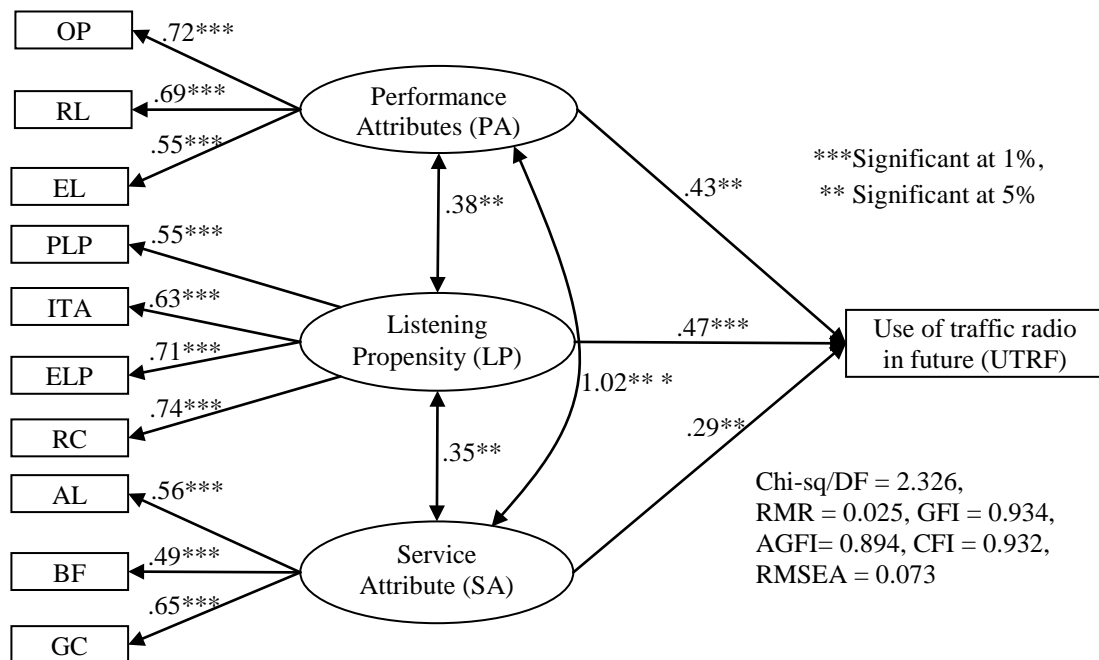 OP
.72***
RL
.69***
EL
.55***
Performance
Attributes (PA)
.43**
***Significant at 1%,
** Significant at 5%
.38**
PLP
.55***
ITA
.63***
ELP
.71***
RC
.74***
Listening
Propensity (LP)
.47***
Use of traffic radio
in future (UTRF)
1.02** *
.35**
.29**
AL
.56***
BF
.49***
GC
.65***
Service
Attribute (SA)
Chi-sq/DF = 2.326,
RMR = 0.025, GFI = 0.934,
AGFI= 0.894, CFI = 0.932,
RMSEA = 0.073